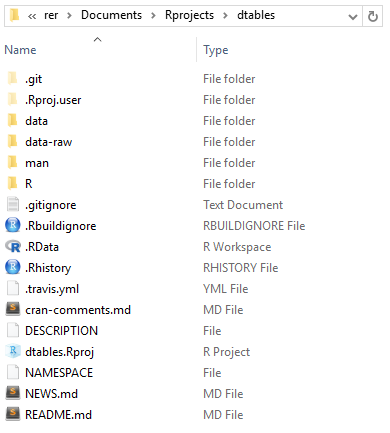 « rer > Documents > Rprojects > dtables
Name Type
.git File folder
.Rproj.user File folder
data File folder
data-raw File folder
man File folder
R File folder
.gitignore Text Document
.Rbuildignore RBUILDIGNORE File
.RData R Workspace
.Rhistory RHISTORY File
.travis.yml YML File
cran-comments.md MD File
DESCRIPTION File
dtables.Rproj R Project
NAMESPACE File
NEWS.md MD File
README.md MD File